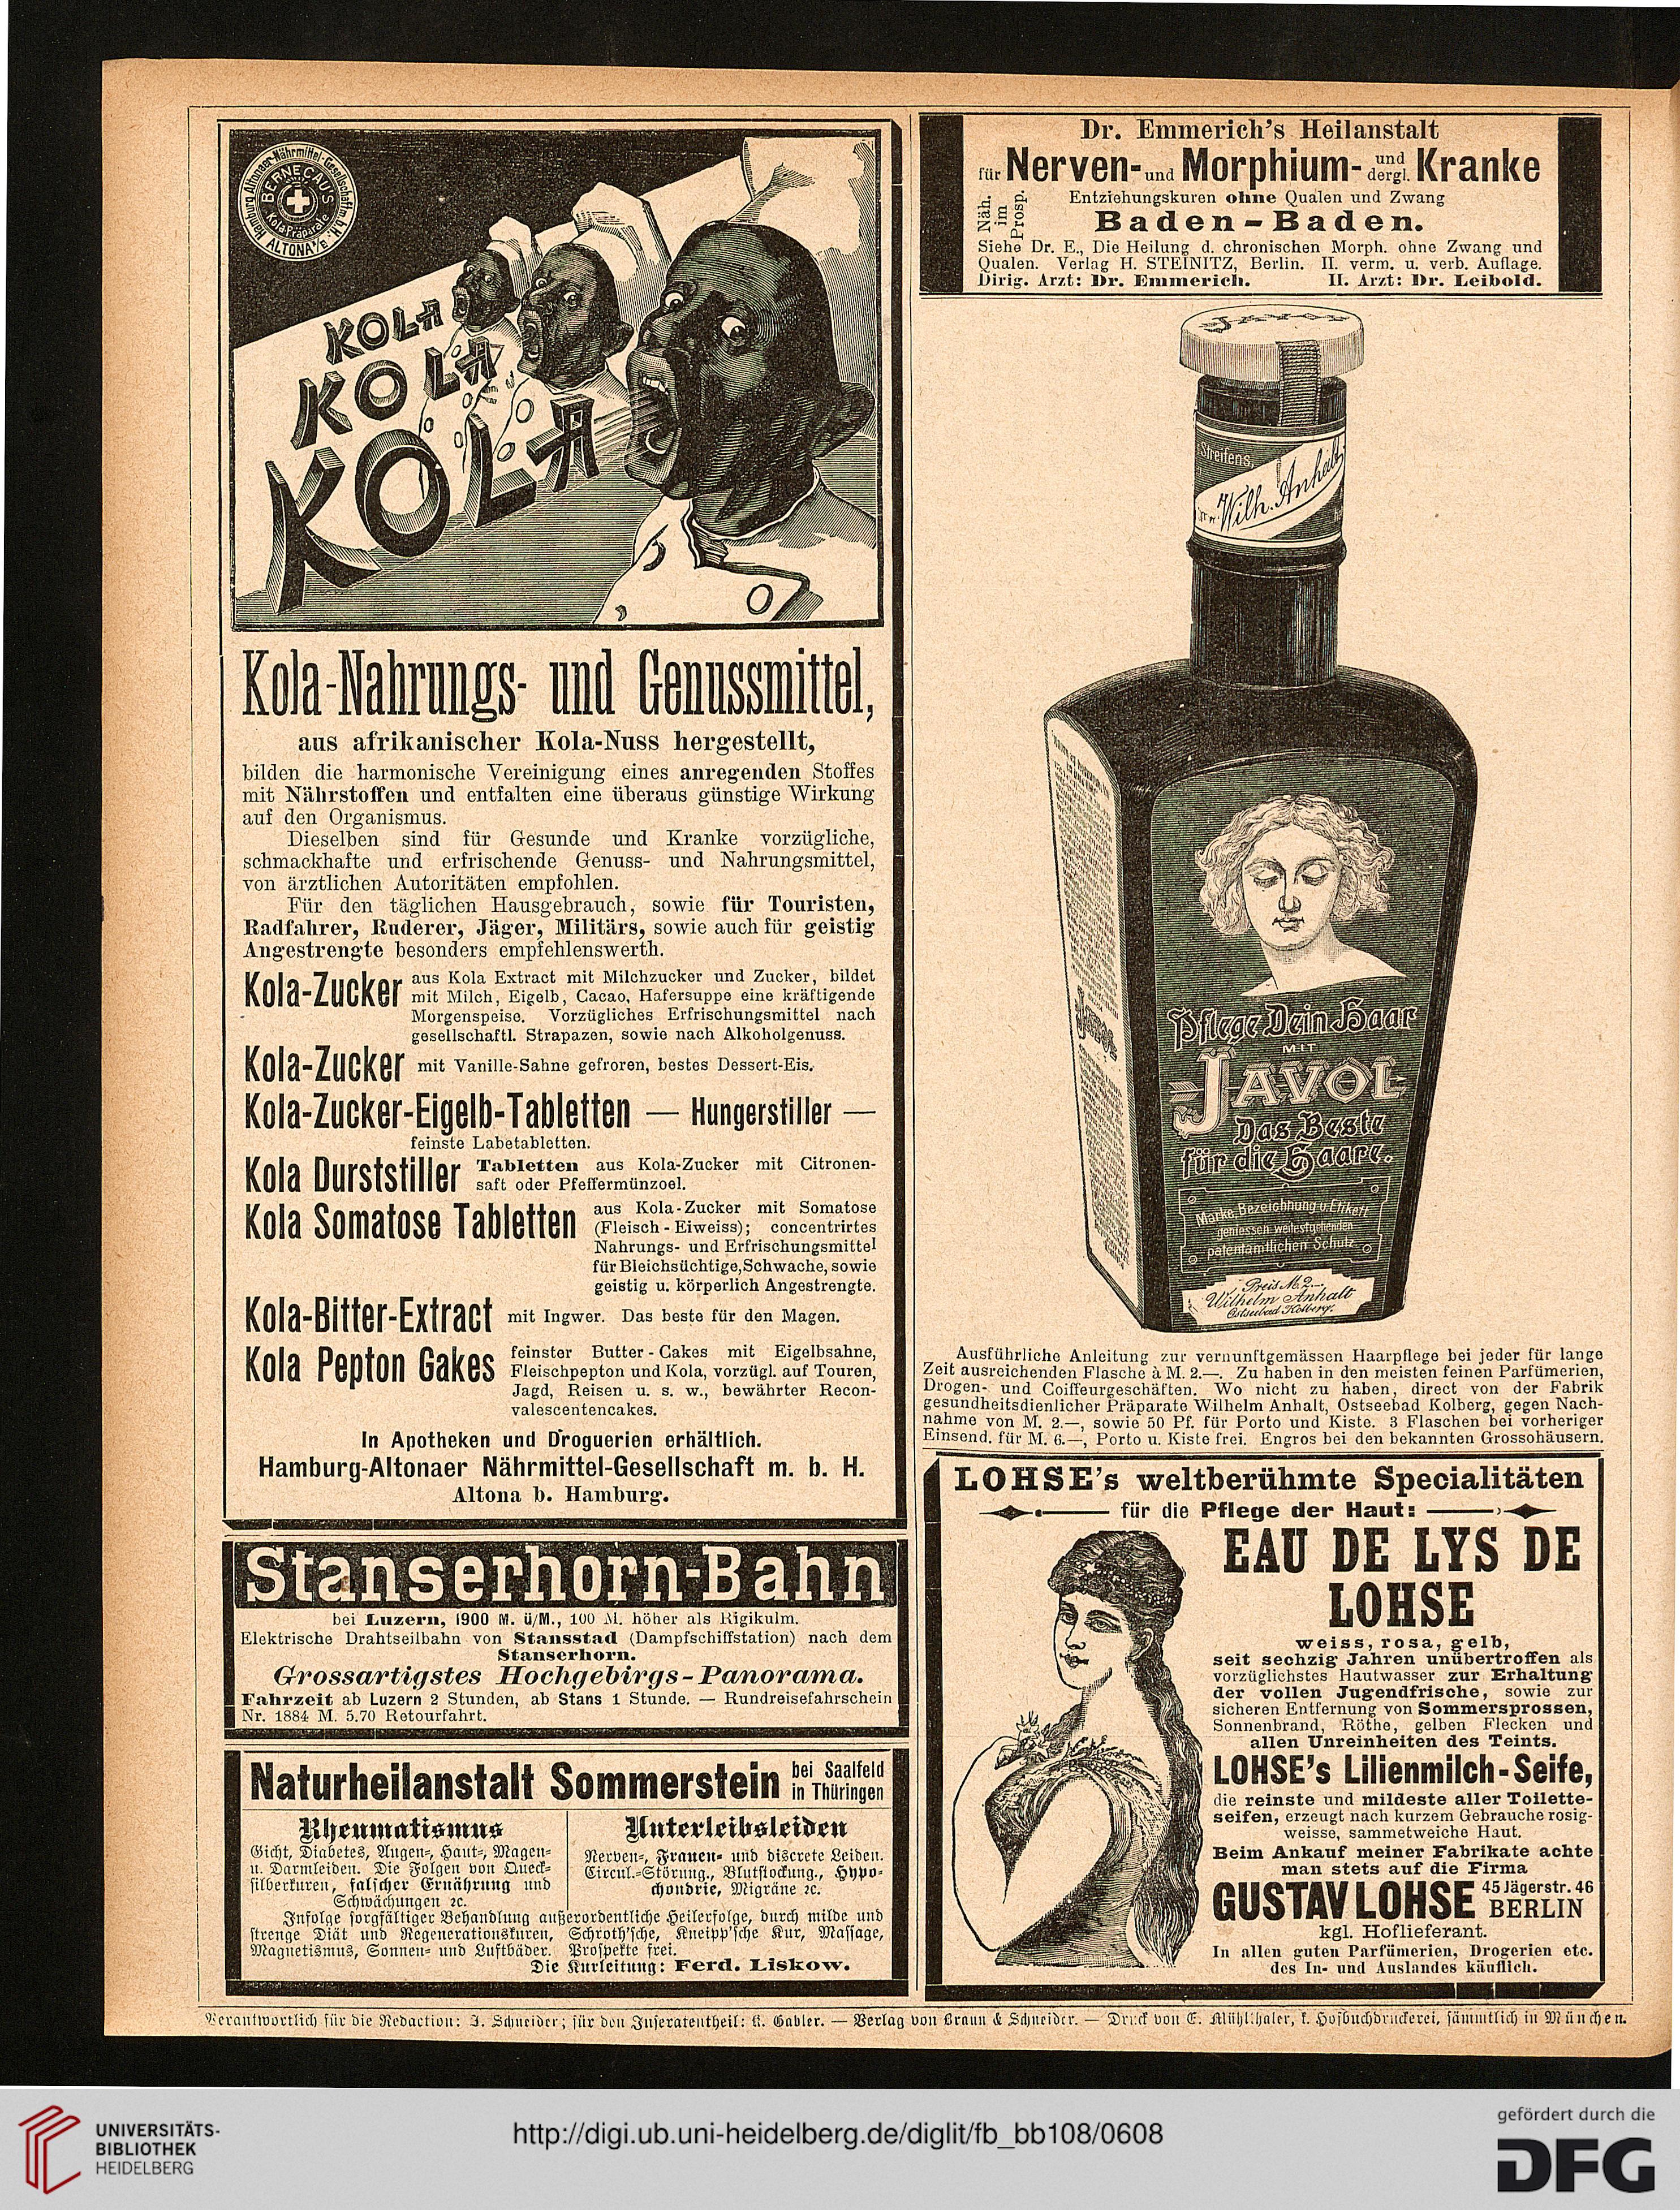 Hamburg Altonaer Nährmittel-Gesellschaft m. b. H.
BERNEGAU'S
Kola-Präparate
ALTONA a/E
KOLA
KOLA
KOLA
Kola-Nahrungs- und Genussmittel,
aus afrikanischer Kola-Nuss hergestellt,
bilden die harmonische Vereinigung eines anregenden Stoffes
mit Nährstoffen und entfalten eine überaus günstige Wirkung
auf den Organismus.
Dieselben sind für Gesunde und Kranke vorzügliche,
schmackhafte und erfrischende Genuss- und Nahrungsmittel,
von ärztlichen Autoritäten empfohlen.
Für den täglichen Hausgebrauch, sowie für Touristen,
Radfahrer, Ruderer, Jäger, Militärs, sowie auch für geistig
Angestrengte besonders empfehlenswerth.
Kola-Zucker aus Kola Extract mit Milchzucker und Zucker, bildet
mit Milch, Eigelb, Cacao, Hafersuppe eine kräftigende
Morgenspeise. Vorzügliches Erfrischungsmittel nach
gesellschaftl. Strapazen, sowie nach Alkoholgenuss.
Kola-Zucker mit Vanille-Sahne gefroren, bestes Dessert-Eis.
Kola-Zucker-Eigelb-Tabletten — Hungerstiller —
feinste Labetabletten.
Kola Durststiller Tabletten aus Kola-Zucker mit Citronen-
saft oder Pfeffermünzoel.
Kola Somatose Tabletten aus Kola-Zucker mit Somatose
(Fleisch-Eiweiss); concentrirtes
Nahrungs- und Erfrischungsmittel
für Bleichsüchtige, Schwache, sowie
geistig u. körperlich Angestrengte.
Kola-Bitter-Extract mit Ingwer. Das beste für den Magen.
Kola Pepton Cakes feinster Butter-Cakes mit Eigelbsahne,
Fleischpepton und Kola, vorzügl. auf Touren,
Jagd, Reisen u. s. w., bewährter Recon-
valescentencakes.
In Apotheken und Droguerien erhältlich.
Hamburg-Altonaer Nährmittel-Gesellschaft m. b. H.
Altona b. Hamburg.
Stanserhorn-Bahn
bei Luzern, 1900 M. ü/M., 100 M. höher als Rigikulm.
Elektrische Drahtseilbahn von Stansstad (Dampfschiffstation) nach dem
Stanserhorn.
Grossartigstes Hochgebirgs-Panorama.
Fahrzeit ab Luzern 2 Stunden, ab Stans 1 Stunde. — Rundreisefahrschein
Nr. 1884 M. 5.70 Retourfahrt.
Naturheilanstalt Sommerstein bei Saalfeld
in Thüringen
Rheumatismus
Gicht, Diabetes, Augen-, Haut-, Magen-
u. Darmleiden. Die Folgen von Queck-
silberkuren, falscher Ernährung und
Schwächungen ꝛc.
Unterleibsleiden
Nerven-, Frauen- und discrete Leiden.
Circul.-Störung., Blutstockung., Hypo-
chondrie, Migräne ꝛc.
Infolge sorgfältiger Behandlung außerordentliche Heilerfolge, durch milde und
strenge Diät und Regenerationskuren, Schroth'sche, Kneipp'sche Kur, Massage,
Magnetismus, Sonnen- und Luftbäder. Prospekte frei.
Die Kurleitung: Ferd. Liskow.
Dr. Emmerich's Heilanstalt
für Nerven- und Morphium- und dergl. Kranke
Näh. im Prosp.
Entziehungskuren ohne Qualen und Zwang
Baden-Baden.
Siehe Dr. E., Die Heilung d. chronischen Morph. ohne Zwang und
Qualen. Verlag H. STEINITZ, Berlin. II. verm. u. verb. Auflage.
Dirig. Arzt: Dr. Emmerich. II. Arzt: Dr. Leibold.
JAVOL
Streifens,
Wilh. Anhalt
JAVOL
Pflege Dein Haar
MIT
JAVOL
Das Beste
für die Haare.
Marke, Bezeichnung u. Etikett
geniessen weitestgehenden
patentamtlichen Schutz
Preis M. 2.—.
Wilhelm Anhalt
Ostseebad Kolberg.
Ausführliche Anleitung zur vernunftgemässen Haarpflege bei jeder für lange
Zeit ausreichenden Flasche à M. 2.—. Zu haben in den meisten feinen Parfümerien,
Drogen- und Coiffeurgeschäften. Wo nicht zu haben, direct von der Fabrik
gesundheitsdienlicher Präparate Wilhelm Anhalt, Ostseebad Kolberg, gegen Nach-
nahme von M. 2.—, sowie 50 Pf. für Porto und Kiste. 3 Flaschen bei vorheriger
Einsend. für M. 6.—, Porto u. Kiste frei. Engros bei den bekannten Grossohäusern.
LOHSE's weltberühmte Specialitäten
für die Pflege der Haut:
EAU DE LYS DE
LOHSE
weiss, rosa, gelb,
seit sechzig Jahren unübertroffen als
vorzüglichstes Hautwasser zur Erhaltung
der vollen Jugendfrische, sowie zur
sicheren Entfernung von Sommersprossen,
Sonnenbrand, Röthe, gelben Flecken und
allen Unreinheiten des Teints.
LOHSE's Lilienmilch-Seife,
die reinste und mildeste aller Toilette-
seifen, erzeugt nach kurzem Gebrauche rosig-
weisse, sammetweiche Haut.
Beim Ankauf meiner Fabrikate achte
man stets auf die Firma
GUSTAV LOHSE 45 Jägerstr. 46
BERLIN
kgl. Hoflieferant.
In allen guten Parfümerien, Drogerien etc.
des In- und Auslandes käuflich.
Verantwortlich für die Redaction: J. Schneider; für den Inseratentheil: K. Gabler. — Verlag von Braun & Schneider. — Druck von E. Mühlthaler, k. Hofbuchdruckerei, sämmtlich in München.
UNIVERSITÄTS-
BIBLIOTHEK
HEIDELBERG
http://digi.ub.uni-heidelberg.de/diglit/fb_bb108/0608
gefördert durch die
DFG